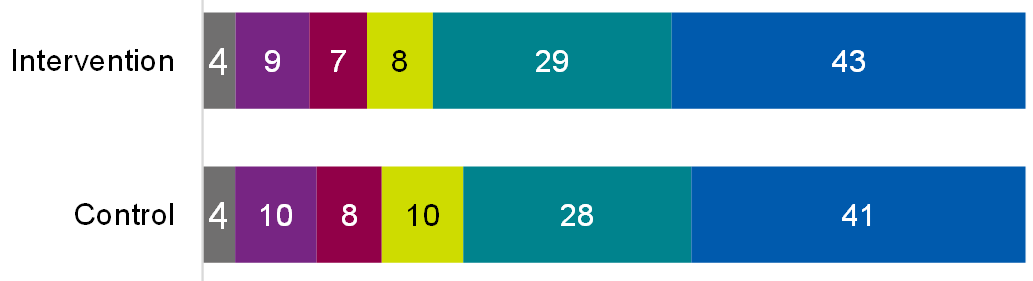 Intervention 4 9 7 8 29 43
Control 4 10 8 10 28 41